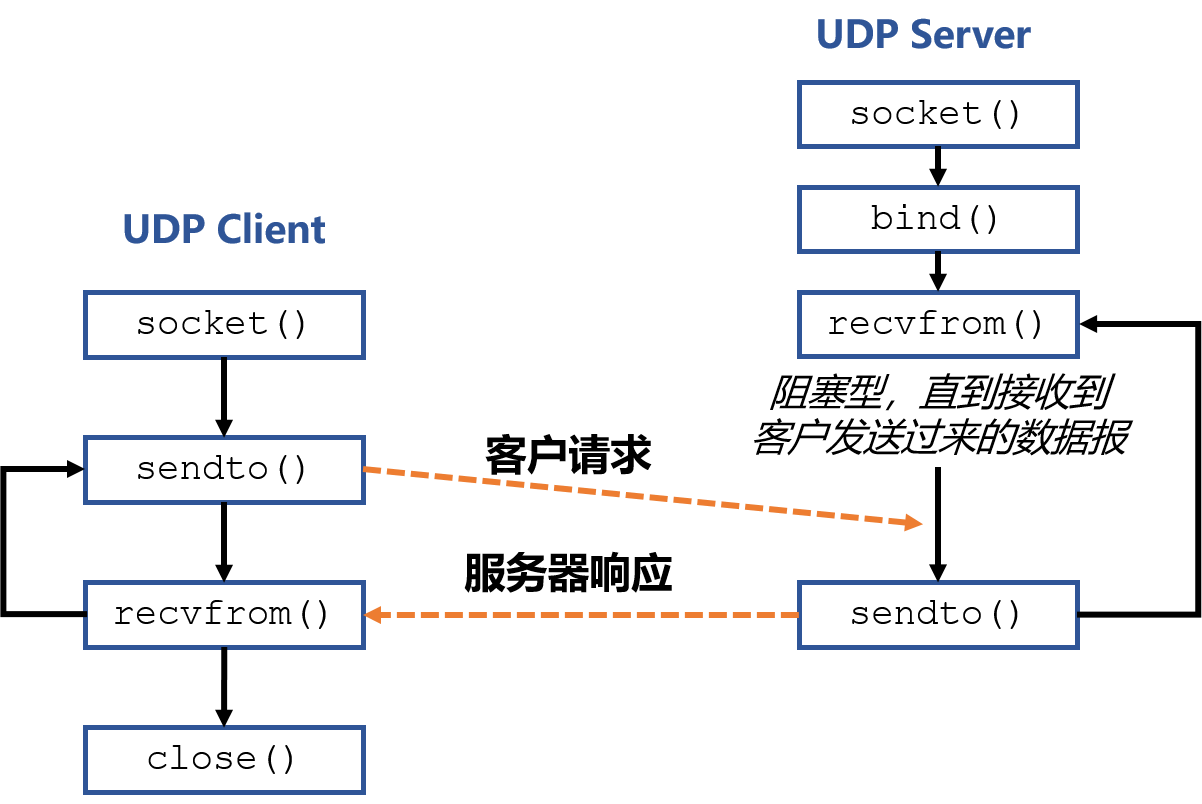 UDP Server
socket()
bind()
UDP Client
recvfrom()
socket()
阻塞型，直到接收到
客户发送过来的数据报
客户请求
sendto()
服务器响应
recvfrom()
sendto()
close()